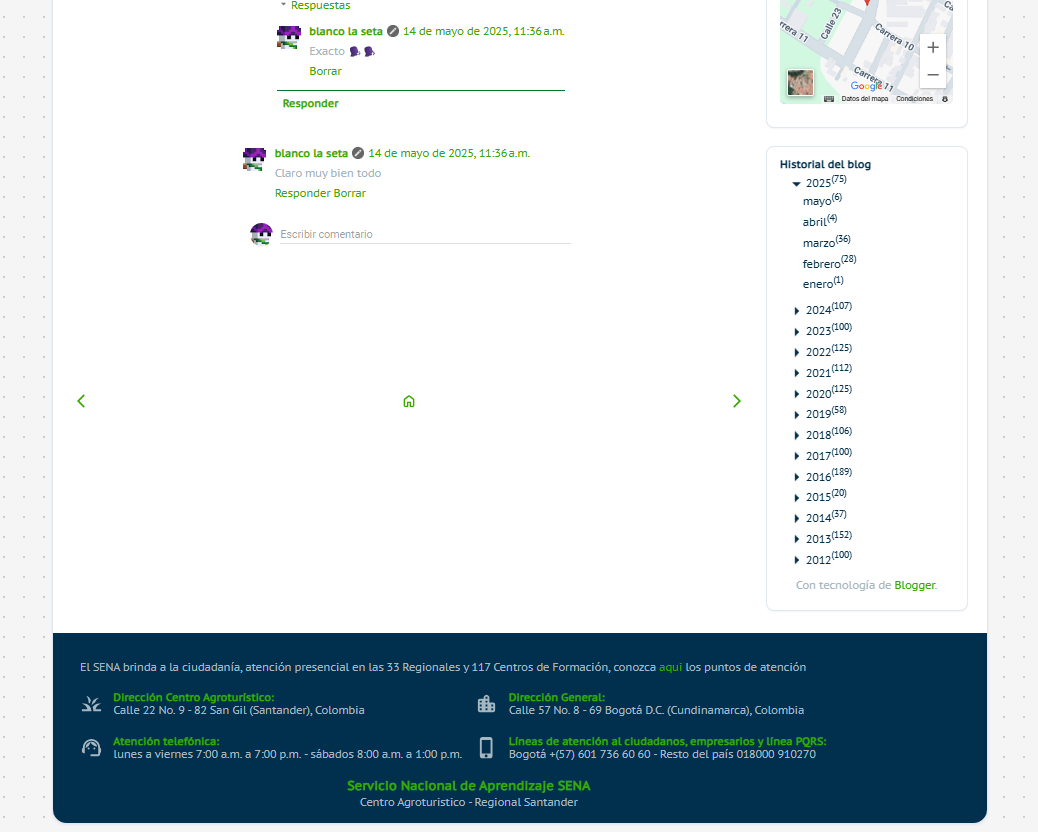 Respuestas
blanco la seta 14 de mayo de 2025, 11:36 a.m.
Exacto 🗣️🗣️
Borrar
Responder
blanco la seta 14 de mayo de 2025, 11:36 a.m.
Claro muy bien todo
Responder Borrar
Escribir comentario
Calle 23
Carrera 10
Carrera 11
Google
Datos del mapa Condiciones
Historial del blog
2025(75)
mayo(6)
abril(4)
marzo(36)
febrero(28)
enero(1)
2024(107)
2023(100)
2022(125)
2021(112)
2020(125)
2019(58)
2018(106)
2017(100)
2016(189)
2015(20)
2014(37)
2013(152)
2012(100)
Con tecnología de Blogger.
El SENA brinda a la ciudadanía, atención presencial en las 33 Regionales y 117 Centros de Formación, conozca aquí los puntos de atención
Dirección Centro Agroturístico:
Calle 22 No. 9 - 82 San Gil (Santander), Colombia
Dirección General:
Calle 57 No. 8 - 69 Bogotá D.C. (Cundinamarca), Colombia
Atención telefónica:
lunes a viernes 7:00 a.m. a 7:00 p.m. - sábados 8:00 a.m. a 1:00 p.m.
Líneas de atención al ciudadanos, empresarios y línea PQRS:
Bogotá +(57) 601 736 60 60 - Resto del país 018000 910270
Servicio Nacional de Aprendizaje SENA
Centro Agroturístico - Regional Santander